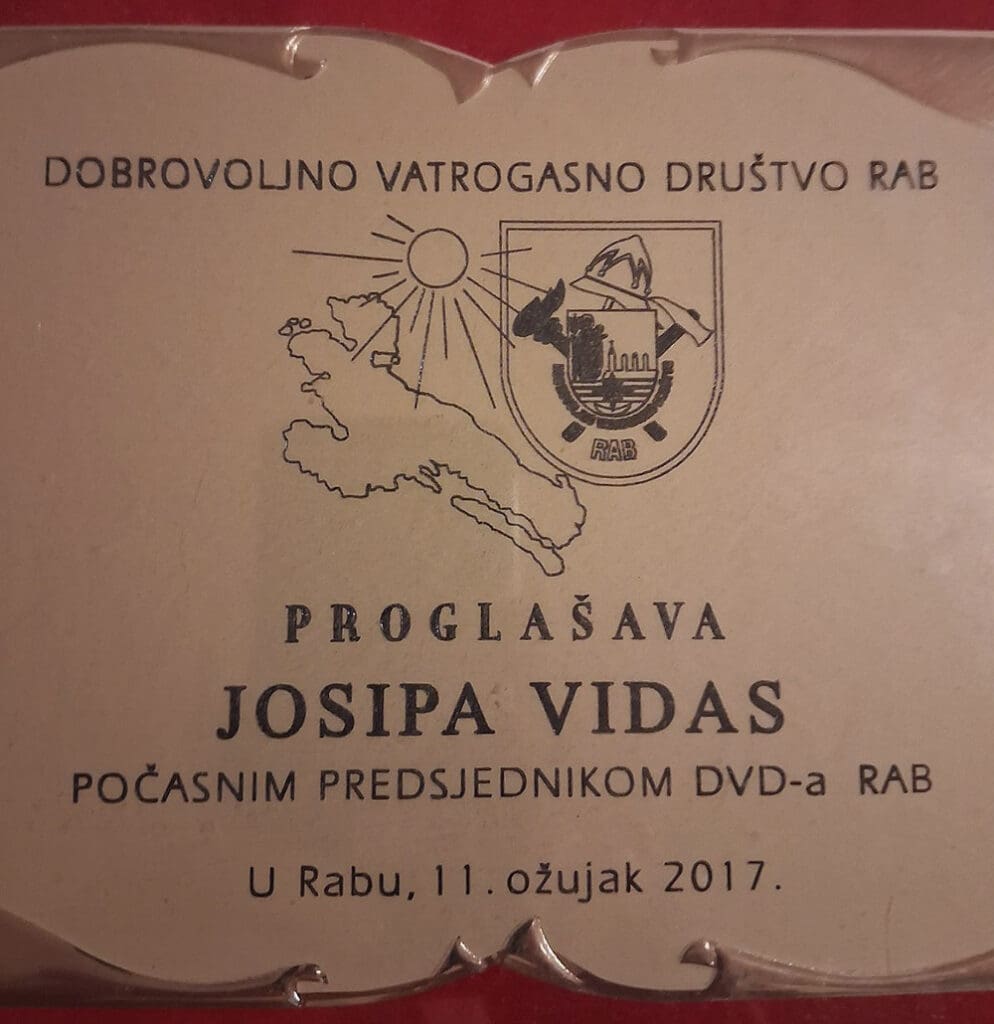 DOBROVOLJNO VATROGASNO DRUŠTVO RAB
RAB
PROGLAŠAVA
JOSIPA VIDAS
POČASNIM PREDSJEDNIKOM DVD-a RAB
U Rabu, 11. ožujak 2017.